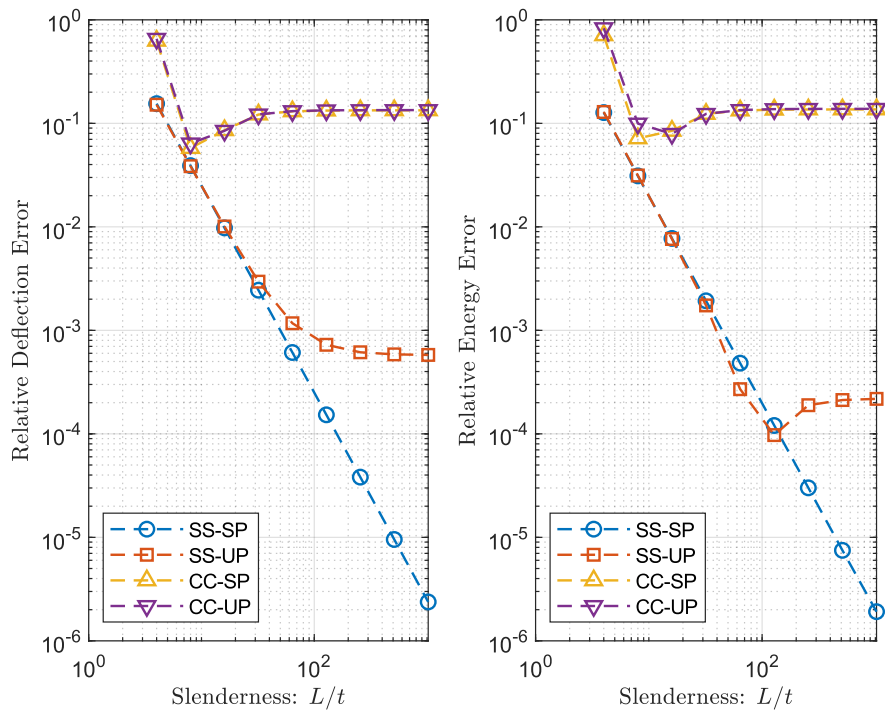 10^0
10^-1
10^-2
10^-3
10^-4
10^-5
10^-6
Relative Deflection Error
SS-SP
SS-UP
CC-SP
CC-UP
10^0
10^2
Slenderness: L/t
10^0
10^-1
10^-2
10^-3
10^-4
10^-5
10^-6
Relative Energy Error
SS-SP
SS-UP
CC-SP
CC-UP
10^0
10^2
Slenderness: L/t